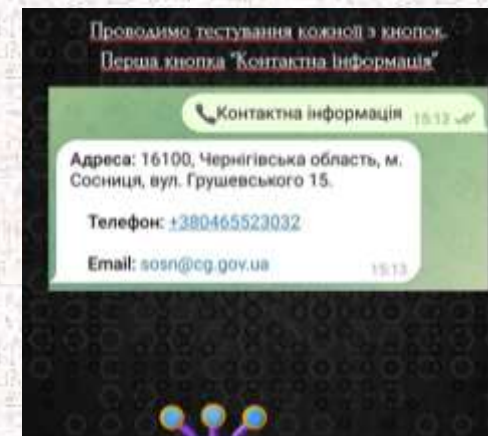 Проводимо тестування кожної з кнопок.
Перша кнопка "Контактна інформація"
📞Контактна інформація 15:13
Адреса: 16100, Чернігівська область, м.
Сосниця, вул. Грушевського 15.
Телефон: +380465523032
Email: sosn@cg.gov.ua 15:13